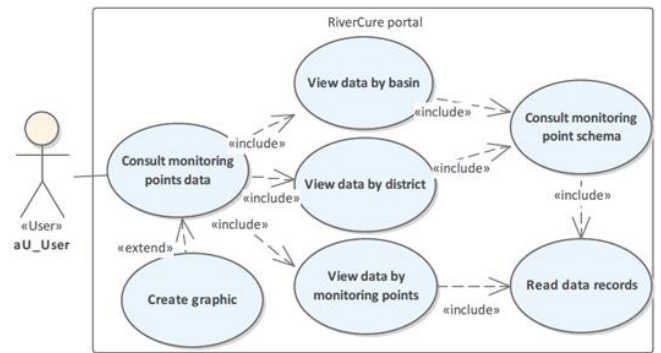 RiverCure portal
View data by basin
«include»
«include»
Consult monitoring
point schema
Consult monitoring
points data
«include»
View data by district
«include»
«include»
«include»
«User»
aU_User
«extend»
View data by
monitoring points
Create graphic
Read data records
«include»